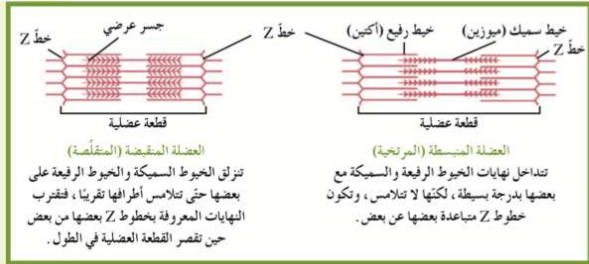 خيط سميك (ميوزين)
خيط رفيع (أكتين)
خطّ Z
خطّ Z
جسر عرضي
خطّ Z
قطعة عضلية
قطعة عضلية
العضلة المنبسطة (المرتخية)
تتداخل نهايات الخيوط الرفيعة والسميكة مع
بعضها بدرجة بسيطة ، لكنّها لا تتلامس ، وتكون
خطوط Z متباعدة بعضها عن بعض .
العضلة المنقبضة (المتقلّصة)
تنزلق الخيوط السميكة والخيوط الرفيعة على
بعضها حتّى تتلامس أطرافها تقريبًا ، فتقترب
النهايات المعروفة بخطوط Z بعضها من بعض
حين تقصر القطعة العضلية في الطول .